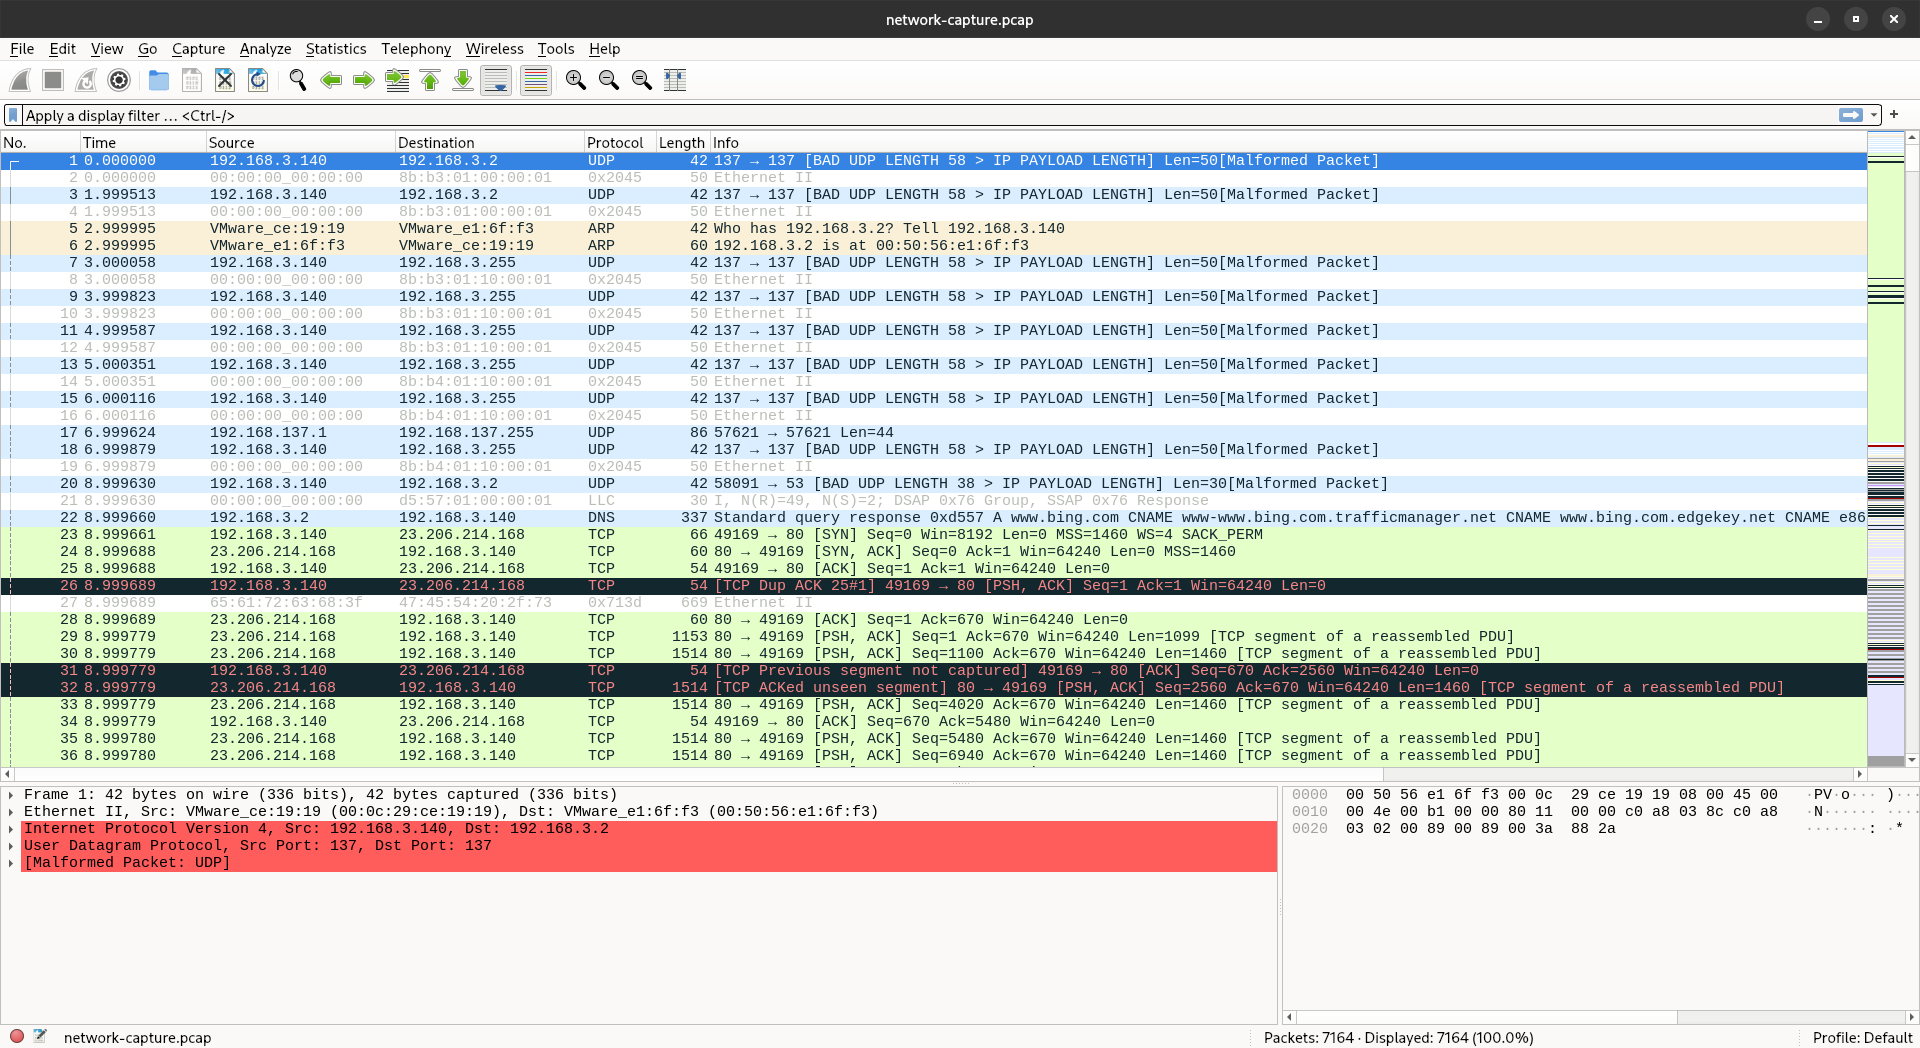 network-capture.pcap
File Edit View Go Capture Analyze Statistics Telephony Wireless Tools Help
Apply a display filter … <Ctrl-/>
No. Time Source Destination Protocol Length Info
1 0.000000 192.168.3.140 192.168.3.2 UDP 42 137 → 137 [BAD UDP LENGTH 58 > IP PAYLOAD LENGTH] Len=50[Malformed Packet]
2 0.000000 00:00:00_00:00:00 8b:b3:01:00:00:01 0x2045 50 Ethernet II
3 1.999513 192.168.3.140 192.168.3.2 UDP 42 137 → 137 [BAD UDP LENGTH 58 > IP PAYLOAD LENGTH] Len=50[Malformed Packet]
4 1.999513 00:00:00_00:00:00 8b:b3:01:00:00:01 0x2045 50 Ethernet II
5 2.999995 VMware_ce:19:19 VMware_e1:6f:f3 ARP 42 Who has 192.168.3.2? Tell 192.168.3.140
6 2.999995 VMware_e1:6f:f3 VMware_ce:19:19 ARP 60 192.168.3.2 is at 00:50:56:e1:6f:f3
7 3.000058 192.168.3.140 192.168.3.255 UDP 42 137 → 137 [BAD UDP LENGTH 58 > IP PAYLOAD LENGTH] Len=50[Malformed Packet]
8 3.000058 00:00:00_00:00:00 8b:b3:01:10:00:01 0x2045 50 Ethernet II
9 3.999823 192.168.3.140 192.168.3.255 UDP 42 137 → 137 [BAD UDP LENGTH 58 > IP PAYLOAD LENGTH] Len=50[Malformed Packet]
10 3.999823 00:00:00_00:00:00 8b:b3:01:10:00:01 0x2045 50 Ethernet II
11 4.999587 192.168.3.140 192.168.3.255 UDP 42 137 → 137 [BAD UDP LENGTH 58 > IP PAYLOAD LENGTH] Len=50[Malformed Packet]
12 4.999587 00:00:00_00:00:00 8b:b3:01:10:00:01 0x2045 50 Ethernet II
13 5.000351 192.168.3.140 192.168.3.255 UDP 42 137 → 137 [BAD UDP LENGTH 58 > IP PAYLOAD LENGTH] Len=50[Malformed Packet]
14 5.000351 00:00:00_00:00:00 8b:b4:01:10:00:01 0x2045 50 Ethernet II
15 6.000116 192.168.3.140 192.168.3.255 UDP 42 137 → 137 [BAD UDP LENGTH 58 > IP PAYLOAD LENGTH] Len=50[Malformed Packet]
16 6.000116 00:00:00_00:00:00 8b:b4:01:10:00:01 0x2045 50 Ethernet II
17 6.999624 192.168.137.1 192.168.137.255 UDP 86 57621 → 57621 Len=44
18 6.999879 192.168.3.140 192.168.3.255 UDP 42 137 → 137 [BAD UDP LENGTH 58 > IP PAYLOAD LENGTH] Len=50[Malformed Packet]
19 6.999879 00:00:00_00:00:00 8b:b4:01:10:00:01 0x2045 50 Ethernet II
20 8.999630 192.168.3.140 192.168.3.2 UDP 42 58091 → 53 [BAD UDP LENGTH 38 > IP PAYLOAD LENGTH] Len=30[Malformed Packet]
21 8.999630 00:00:00_00:00:00 d5:57:01:00:00:01 LLC 30 I, N(R)=49, N(S)=2; DSAP 0x76 Group, SSAP 0x76 Response
22 8.999660 192.168.3.2 192.168.3.140 DNS 337 Standard query response 0xd557 A www.bing.com CNAME www-www.bing.com.trafficmanager.net CNAME www.bing.com.edgekey.net CNAME e86
23 8.999661 192.168.3.140 23.206.214.168 TCP 66 49169 → 80 [SYN] Seq=0 Win=8192 Len=0 MSS=1460 WS=4 SACK_PERM
24 8.999688 23.206.214.168 192.168.3.140 TCP 60 80 → 49169 [SYN, ACK] Seq=0 Ack=1 Win=64240 Len=0 MSS=1460
25 8.999688 192.168.3.140 23.206.214.168 TCP 54 49169 → 80 [ACK] Seq=1 Ack=1 Win=64240 Len=0
26 8.999689 192.168.3.140 23.206.214.168 TCP 54 [TCP Dup ACK 25#1] 49169 → 80 [PSH, ACK] Seq=1 Ack=1 Win=64240 Len=0
27 8.999689 65:61:72:63:68:3f 47:45:54:20:2f:73 0x713d 669 Ethernet II
28 8.999689 23.206.214.168 192.168.3.140 TCP 60 80 → 49169 [ACK] Seq=1 Ack=670 Win=64240 Len=0
29 8.999779 23.206.214.168 192.168.3.140 TCP 1153 80 → 49169 [PSH, ACK] Seq=1 Ack=670 Win=64240 Len=1099 [TCP segment of a reassembled PDU]
30 8.999779 23.206.214.168 192.168.3.140 TCP 1514 80 → 49169 [PSH, ACK] Seq=1100 Ack=670 Win=64240 Len=1460 [TCP segment of a reassembled PDU]
31 8.999779 192.168.3.140 23.206.214.168 TCP 54 [TCP Previous segment not captured] 49169 → 80 [ACK] Seq=670 Ack=2560 Win=64240 Len=0
32 8.999779 23.206.214.168 192.168.3.140 TCP 1514 [TCP ACKed unseen segment] 80 → 49169 [PSH, ACK] Seq=2560 Ack=670 Win=64240 Len=1460 [TCP segment of a reassembled PDU]
33 8.999779 23.206.214.168 192.168.3.140 TCP 1514 80 → 49169 [PSH, ACK] Seq=4020 Ack=670 Win=64240 Len=1460 [TCP segment of a reassembled PDU]
34 8.999779 192.168.3.140 23.206.214.168 TCP 54 49169 → 80 [ACK] Seq=670 Ack=5480 Win=64240 Len=0
35 8.999780 23.206.214.168 192.168.3.140 TCP 1514 80 → 49169 [PSH, ACK] Seq=5480 Ack=670 Win=64240 Len=1460 [TCP segment of a reassembled PDU]
36 8.999780 23.206.214.168 192.168.3.140 TCP 1514 80 → 49169 [PSH, ACK] Seq=6940 Ack=670 Win=64240 Len=1460 [TCP segment of a reassembled PDU]
Frame 1: 42 bytes on wire (336 bits), 42 bytes captured (336 bits)
Ethernet II, Src: VMware_ce:19:19 (00:0c:29:ce:19:19), Dst: VMware_e1:6f:f3 (00:50:56:e1:6f:f3)
Internet Protocol Version 4, Src: 192.168.3.140, Dst: 192.168.3.2
User Datagram Protocol, Src Port: 137, Dst Port: 137
[Malformed Packet: UDP]
0000 00 50 56 e1 6f f3 00 0c 29 ce 19 19 08 00 45 00 ·PV·o··· )···
0010 00 4e 00 b1 00 00 80 11 00 00 c0 a8 03 8c c0 a8 ·N······ ····
0020 03 02 00 89 00 89 00 3a 88 2a ·······: ·*
network-capture.pcap
Packets: 7164 · Displayed: 7164 (100.0%)
Profile: Default